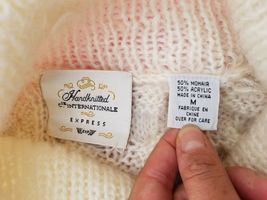 Handknitted
INTERNATIONALE
EXPRESS
50% MOHAIR
50% ACRYLIC
MADE IN CHINA
M
FABRIQUE EN
CHINE
OVER FOR CARE